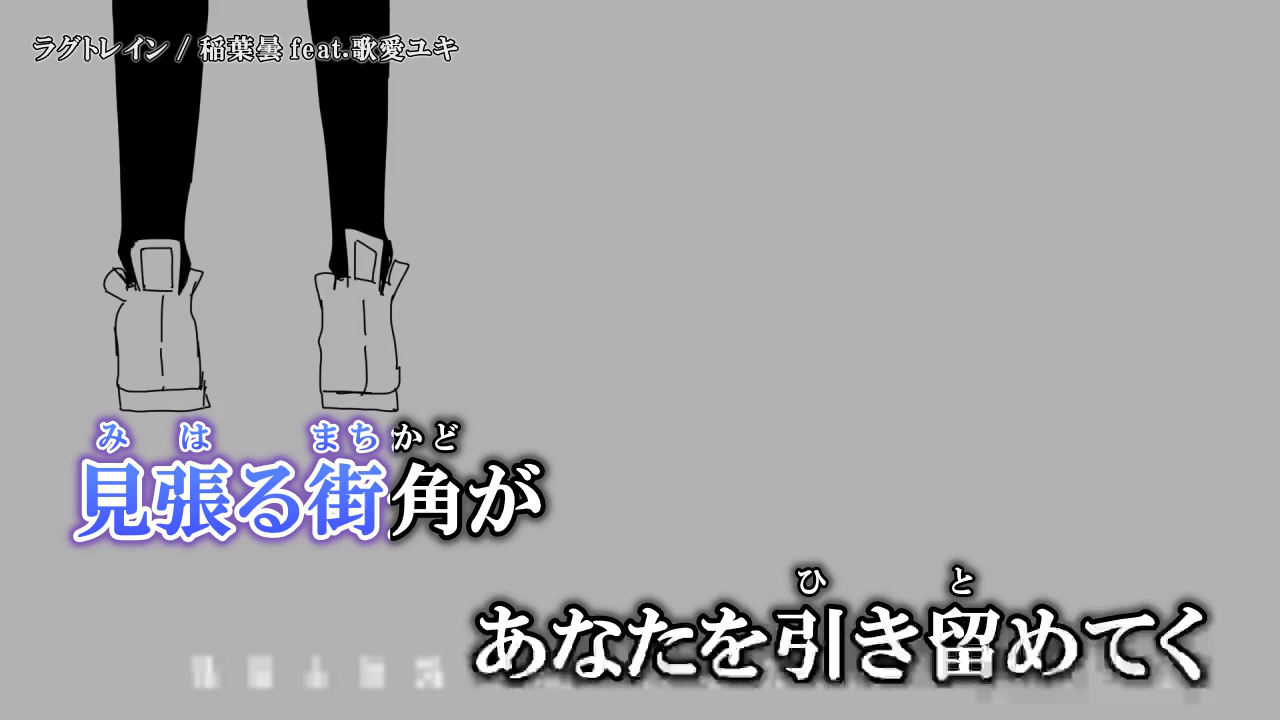 ラグトレイン / 稲葉曇 feat.歌愛ユキ
み は まちかど
見張る街角が
ひ と
あなたを引き留めてく